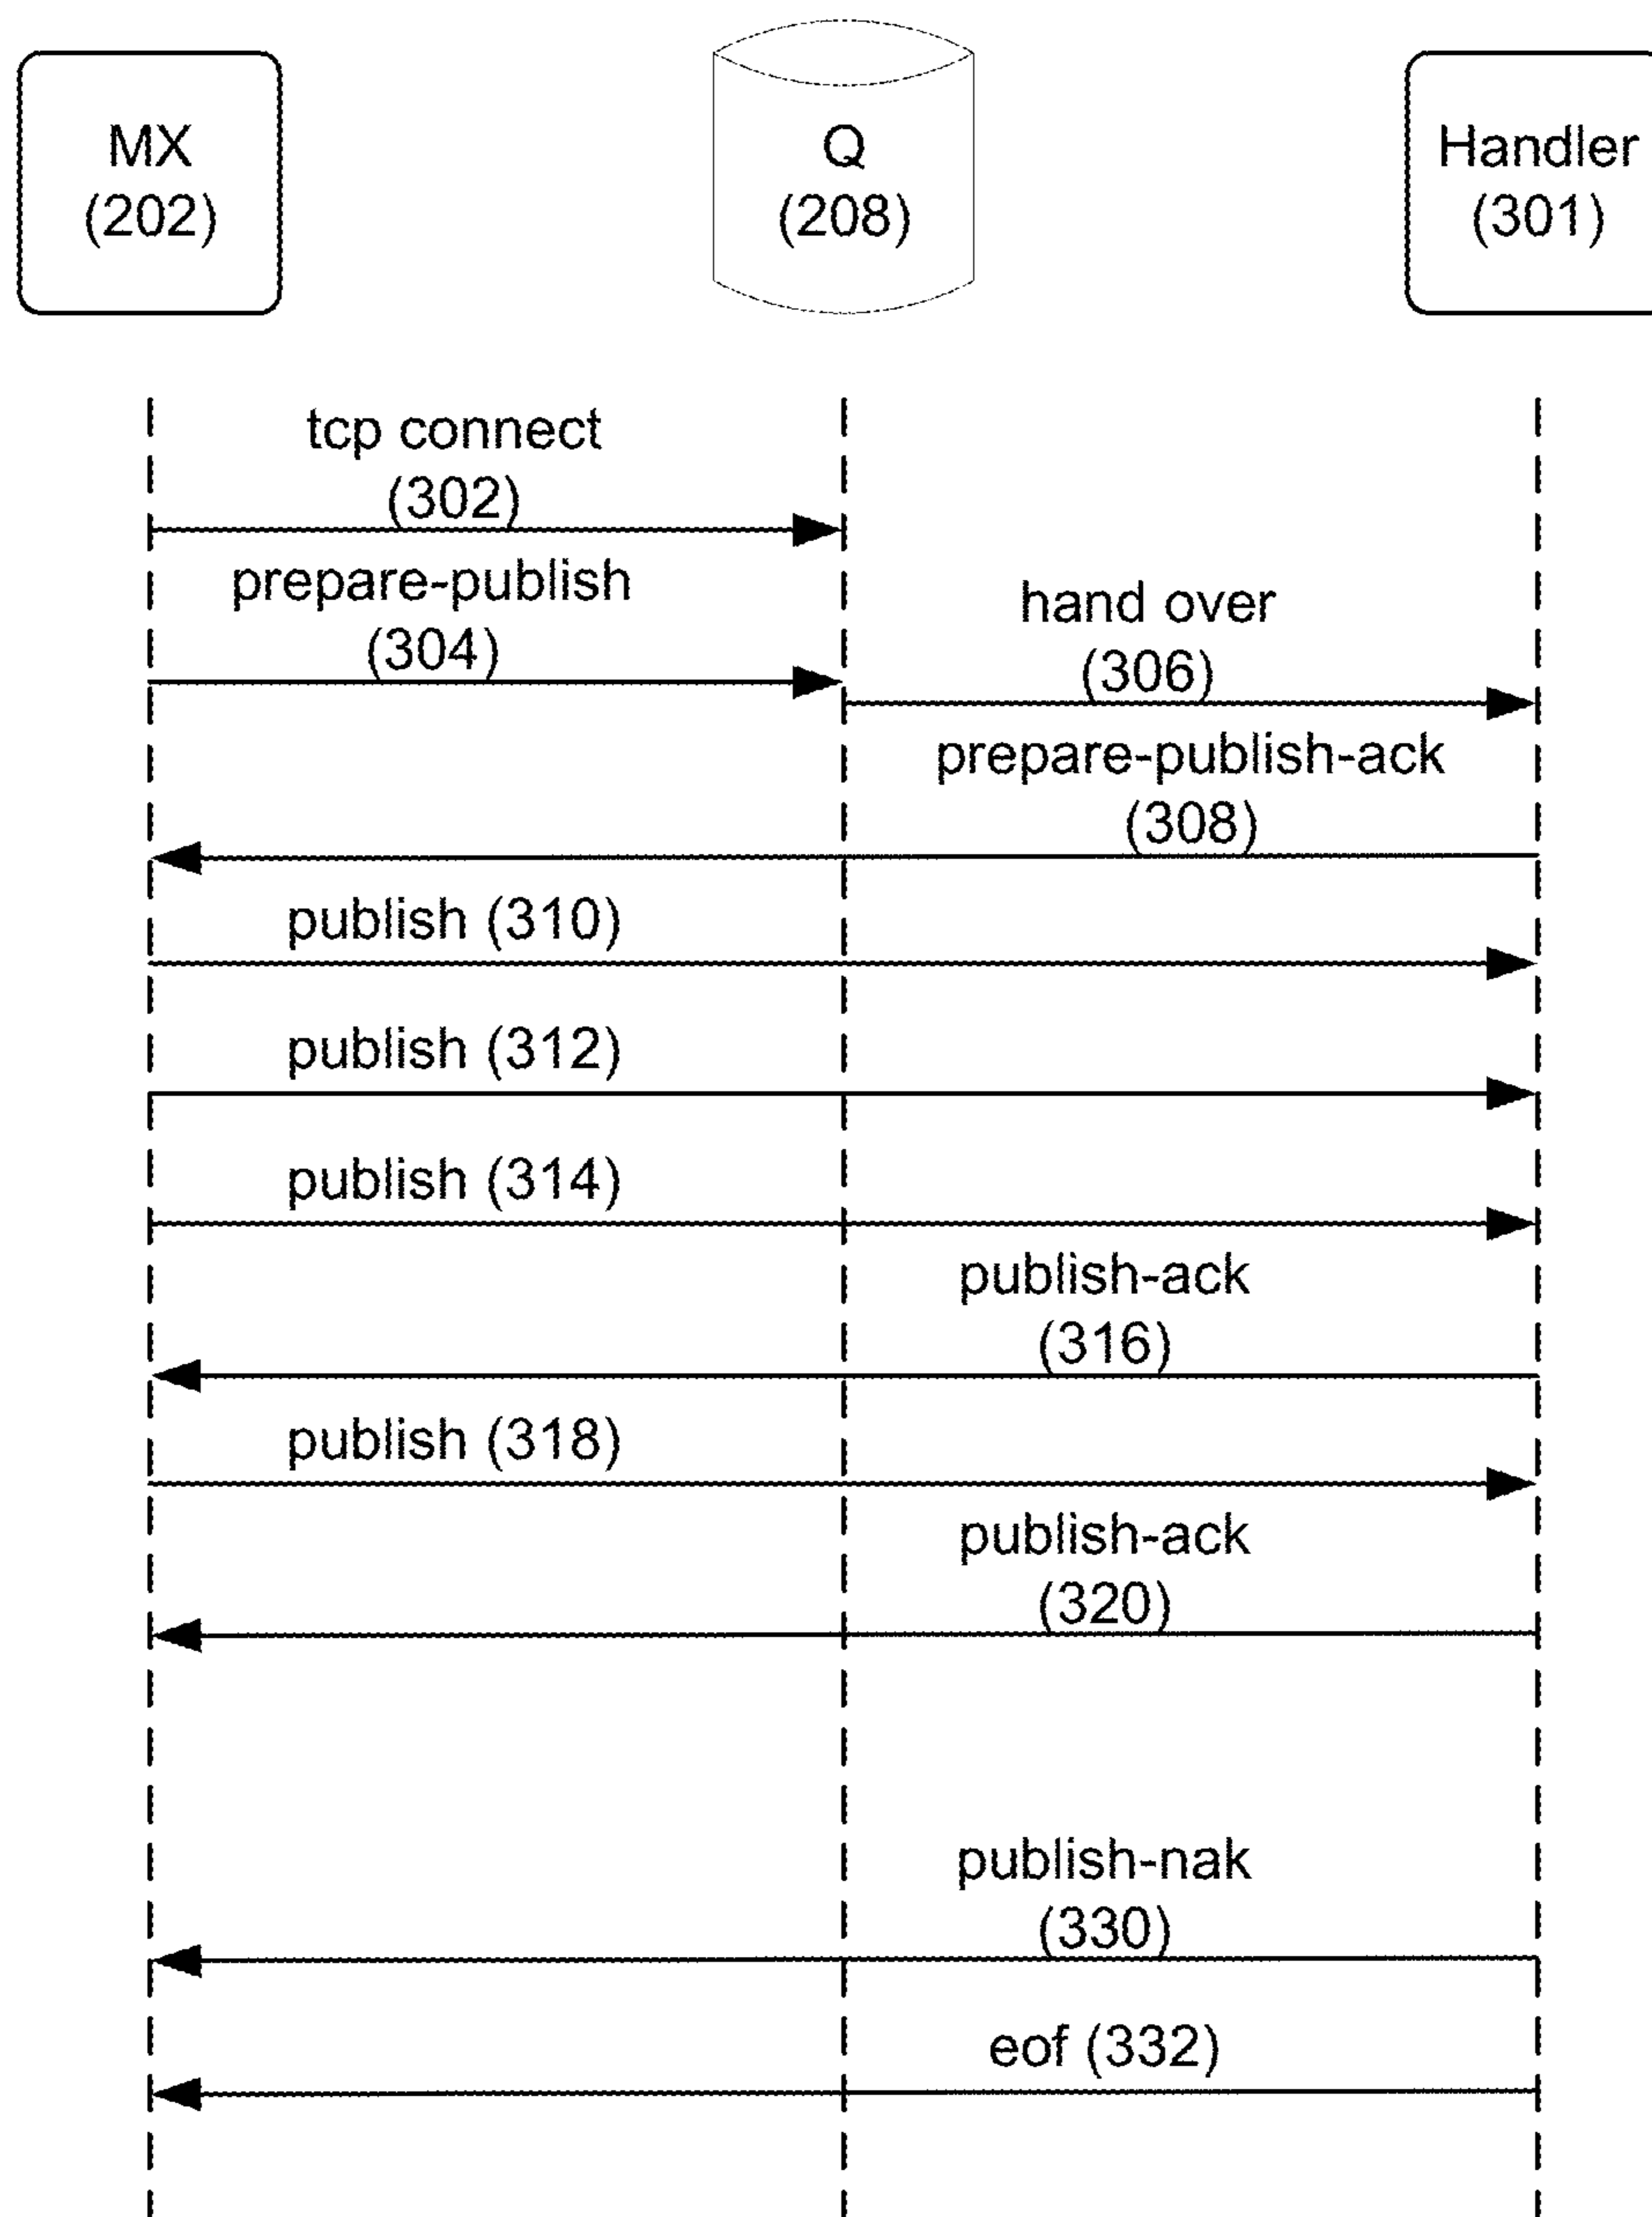 MX
(202)
Q
(208)
Handler
(301)
tcp connect
(302)
prepare-publish
(304)
hand over
(306)
prepare-publish-ack
(308)
publish (310)
publish (312)
publish (314)
publish-ack
(316)
publish (318)
publish-ack
(320)
publish-nak
(330)
eof (332)